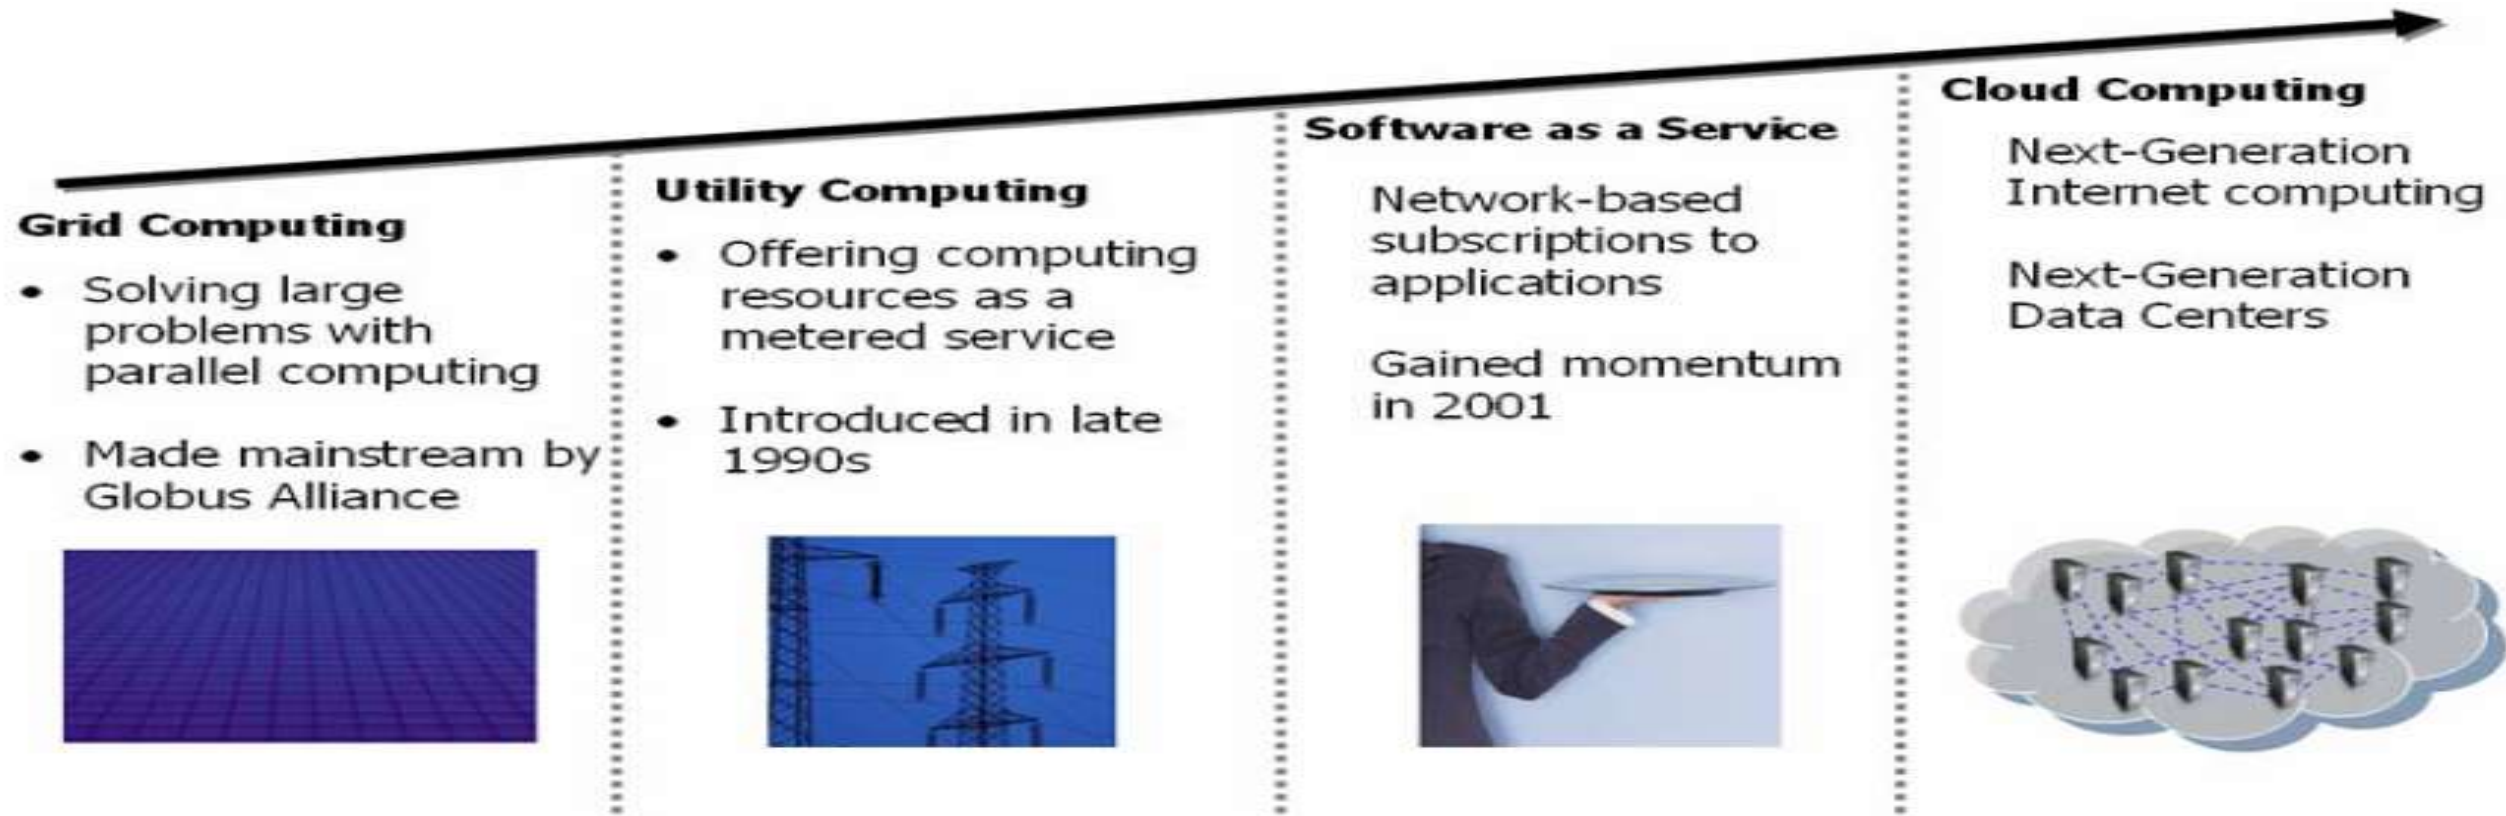 Grid Computing
• Solving large
problems with
parallel computing
• Made mainstream by
Globus Alliance
Utility Computing
• Offering computing
resources as a
metered service
• Introduced in late
1990s
Software as a Service
Network-based
subscriptions to
applications
Gained momentum
in 2001
Cloud Computing
Next-Generation
Internet computing
Next-Generation
Data Centers